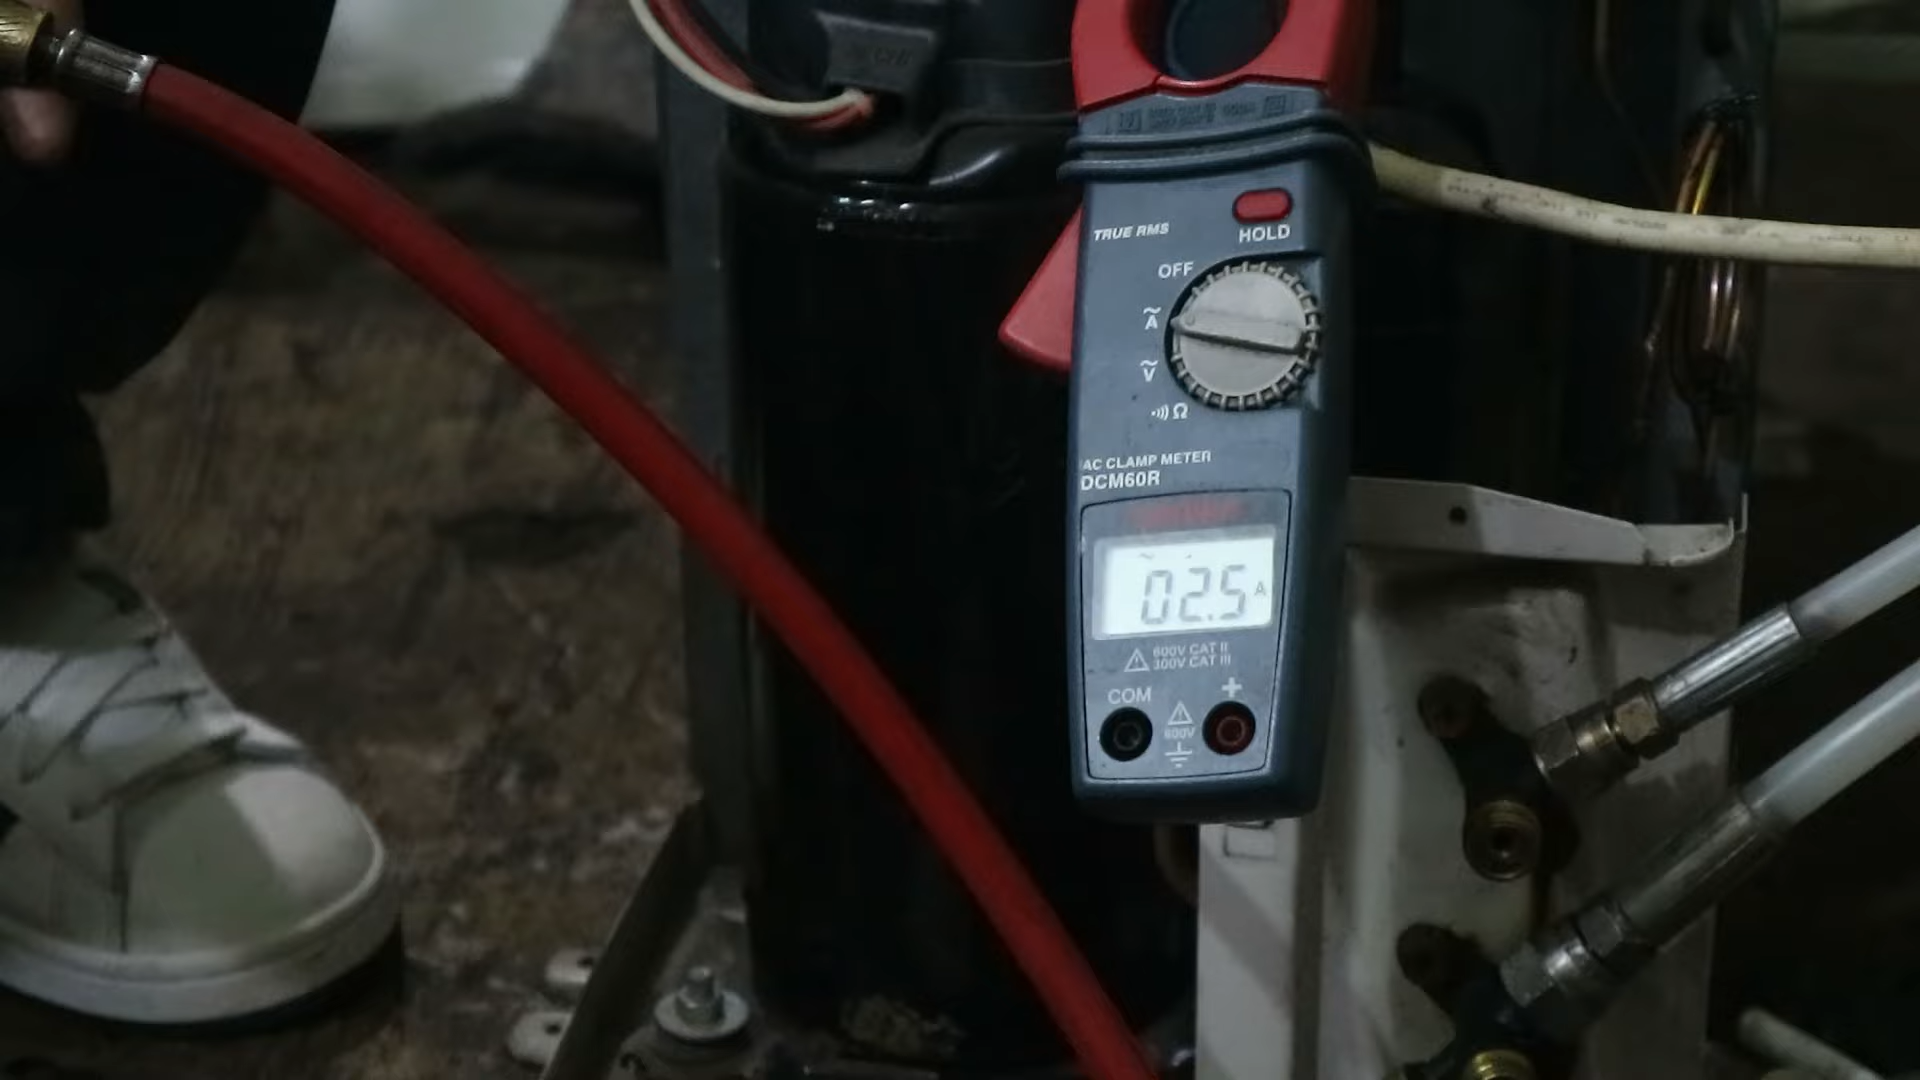 TRUE RMS
HOLD
OFF
~
A
~
V
•))) Ω
AC CLAMP METER
DCM60R
~
02.5 A
600V CAT II
300V CAT III
COM
+
600V